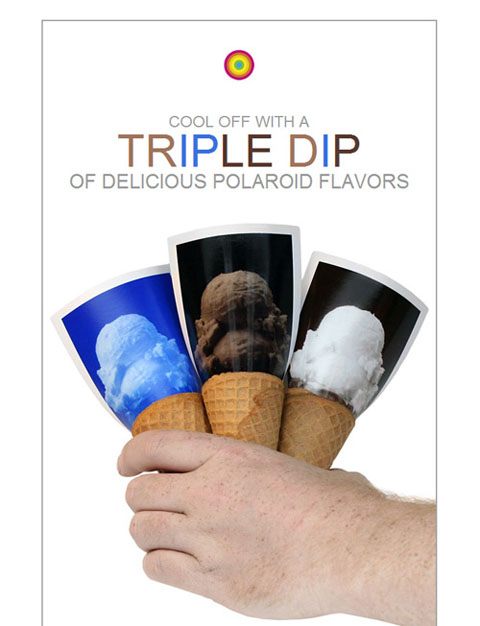 COOL OFF WITH A
TRIPLE DIP
OF DELICIOUS POLAROID FLAVORS